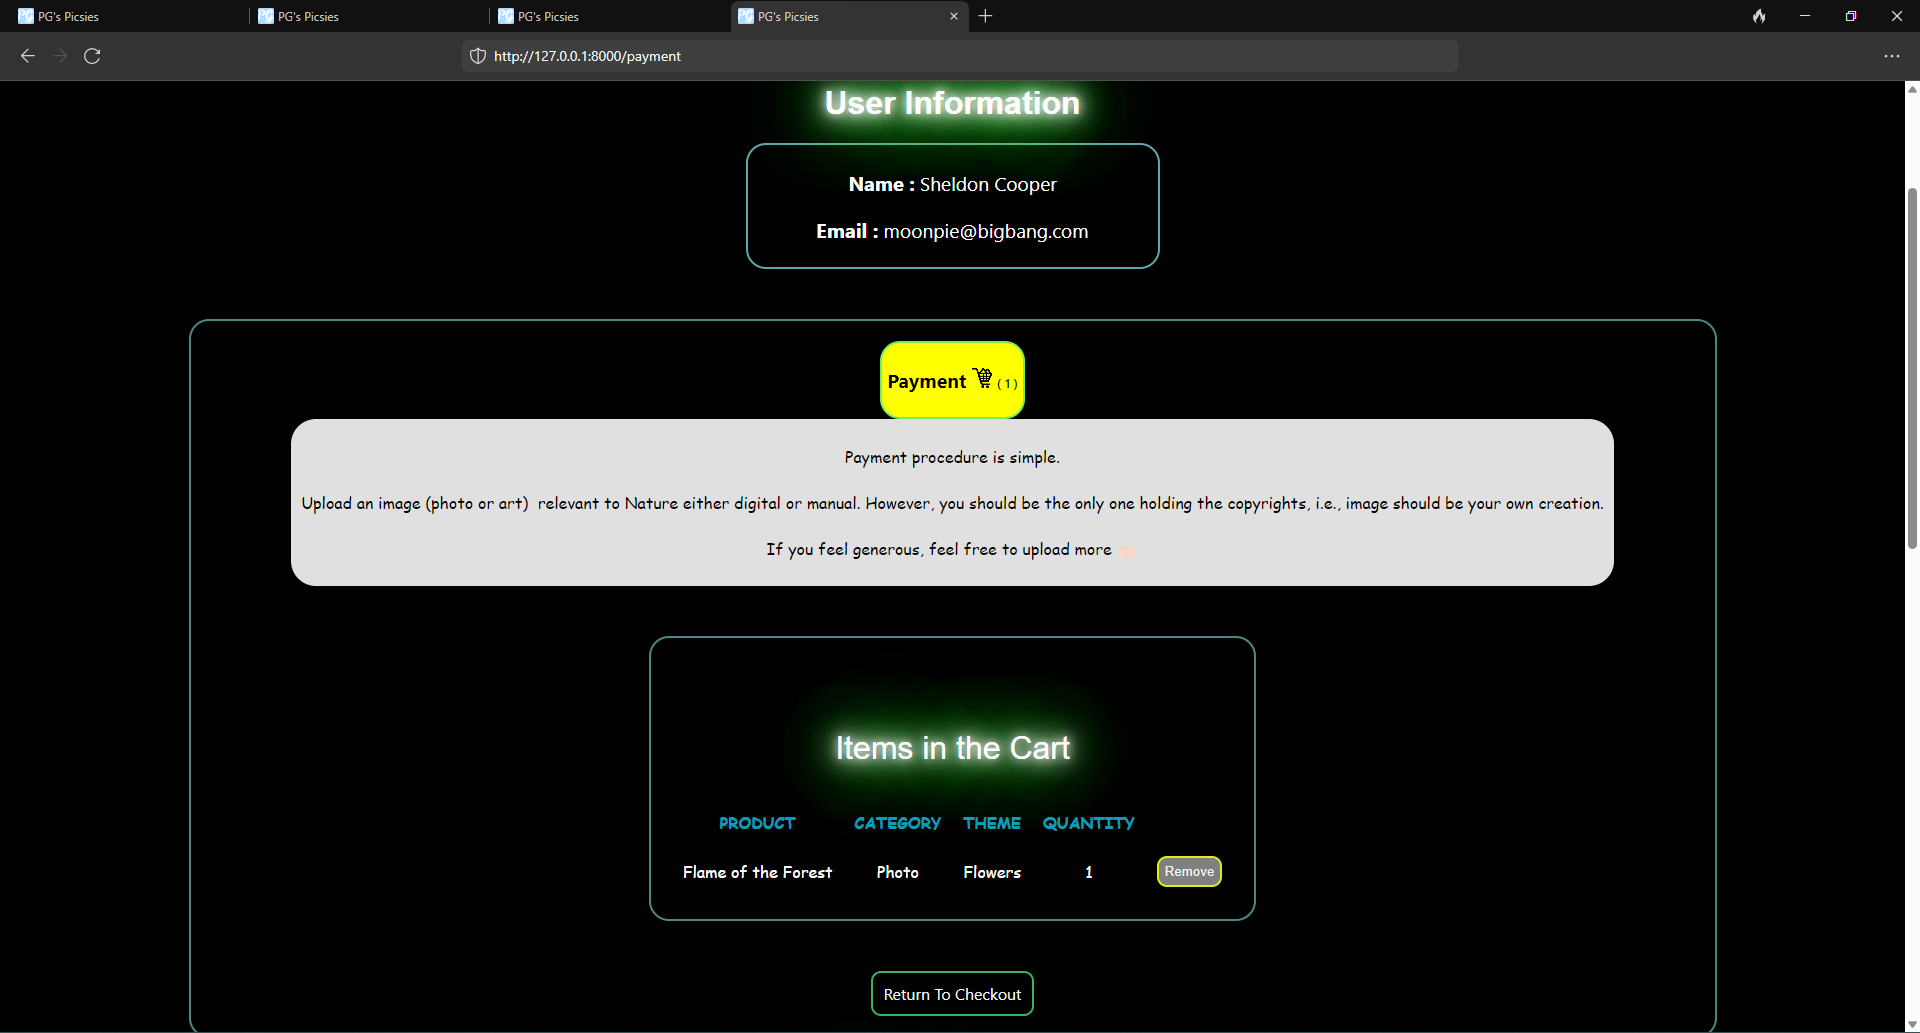 PG's Picsies PG's Picsies PG's Picsies PG's Picsies
http://127.0.0.1:8000/payment
User Information
Name : Sheldon Cooper
Email : moonpie@bigbang.com
Payment ( 1 )
Payment procedure is simple.
Upload an image (photo or art) relevant to Nature either digital or manual. However, you should be the only one holding the copyrights, i.e., image should be your own creation.
If you feel generous, feel free to upload more
Items in the Cart
PRODUCT CATEGORY THEME QUANTITY
Flame of the Forest Photo Flowers 1 Remove
Return To Checkout